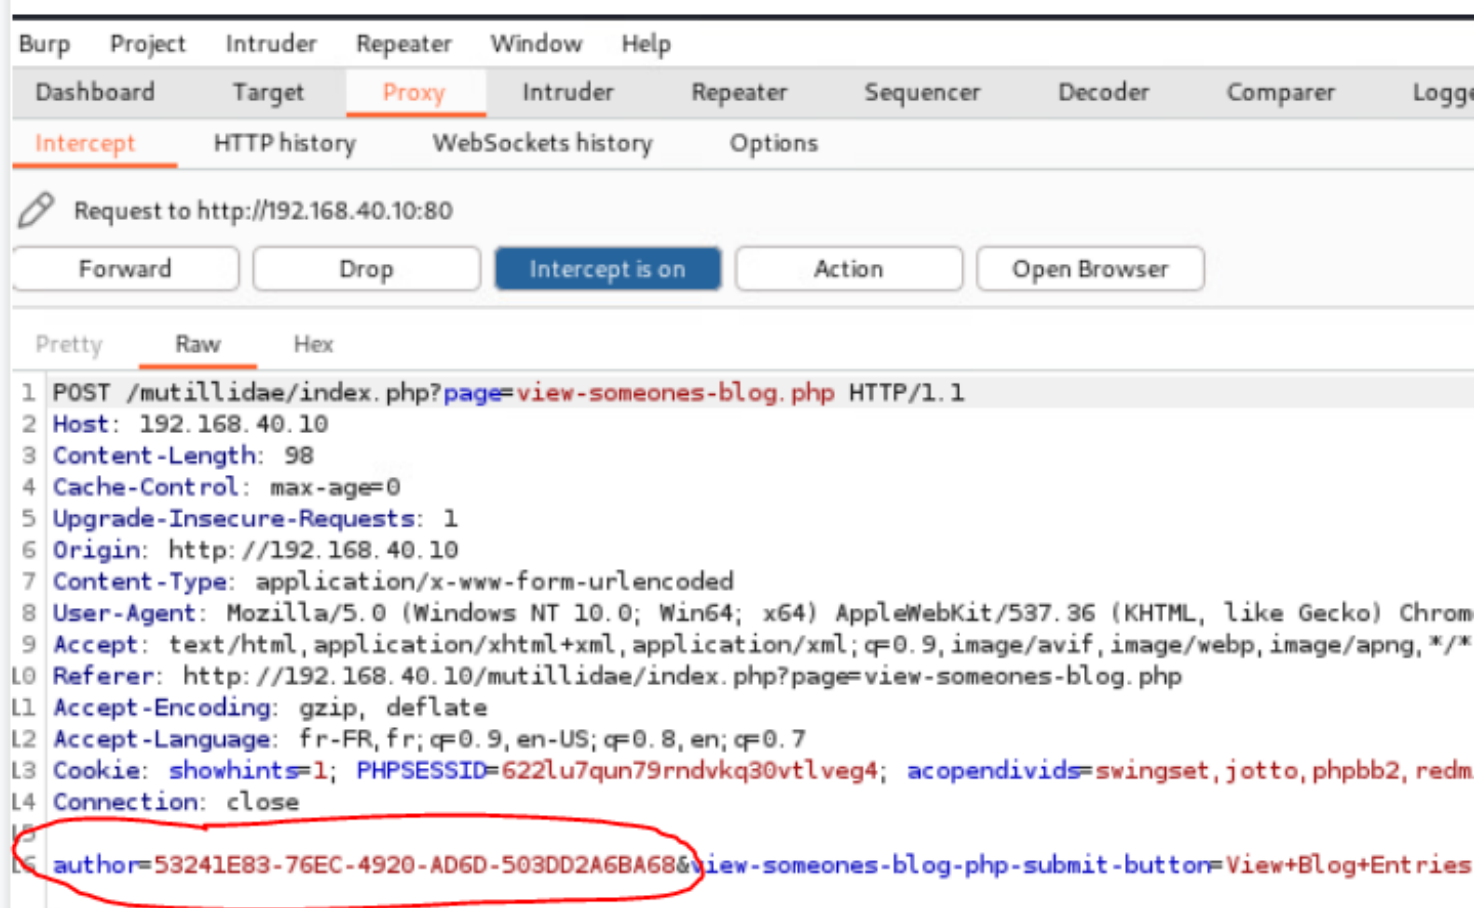 Burp Project Intruder Repeater Window Help
Dashboard Target Proxy Intruder Repeater Sequencer Decoder Comparer Logge
Intercept HTTP history WebSockets history Options
Request to http://192.168.40.10:80
Forward Drop Intercept is on Action Open Browser
Pretty Raw Hex
1 POST /mutillidae/index.php?page=view-someones-blog.php HTTP/1.1
2 Host: 192.168.40.10
3 Content-Length: 98
4 Cache-Control: max-age=0
5 Upgrade-Insecure-Requests: 1
6 Origin: http://192.168.40.10
7 Content-Type: application/x-www-form-urlencoded
8 User-Agent: Mozilla/5.0 (Windows NT 10.0; Win64; x64) AppleWebKit/537.36 (KHTML, like Gecko) Chrom
9 Accept: text/html,application/xhtml+xml,application/xml;q=0.9,image/avif,image/webp,image/apng,*/*
10 Referer: http://192.168.40.10/mutillidae/index.php?page=view-someones-blog.php
11 Accept-Encoding: gzip, deflate
12 Accept-Language: fr-FR,fr;q=0.9,en-US;q=0.8,en;q=0.7
13 Cookie: showhints=1; PHPSESSID=622lu7qun79rndvkq30vtlveg4; acopendivids=swingset,jotto,phpbb2,redm
14 Connection: close
15
16 author=53241E83-76EC-4920-AD6D-503DD2A6BA68&view-someones-blog-php-submit-button=View+Blog+Entries